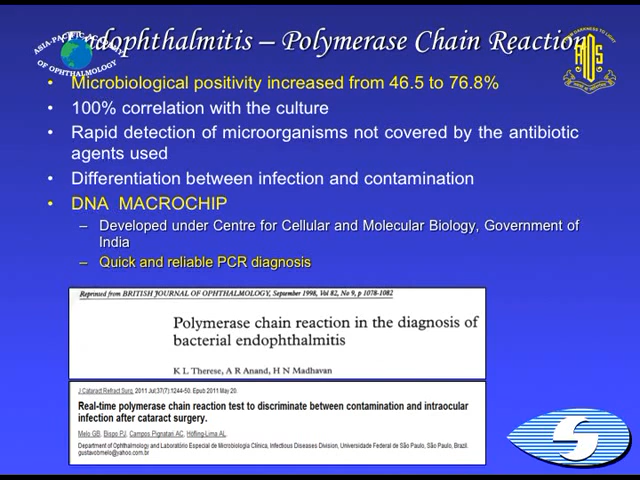 Endophthalmitis – Polymerase Chain Reaction
ASIA-PACIFIC ACADEMY
OF OPHTHALMOLOGY
AIOS
• Microbiological positivity increased from 46.5 to 76.8%
• 100% correlation with the culture
• Rapid detection of microorganisms not covered by the antibiotic
agents used
• Differentiation between infection and contamination
• DNA MACROCHIP
– Developed under Centre for Cellular and Molecular Biology, Government of
India
– Quick and reliable PCR diagnosis
Reprinted from BRITISH JOURNAL OF OPHTHALMOLOGY, September 1998, Vol 82, No 9, p 1078-1082
Polymerase chain reaction in the diagnosis of
bacterial endophthalmitis
K L Therese, A R Anand, H N Madhavan
J Cataract Refract Surg. 2011 Jul;37(7):1244-50. Epub 2011 May 20.
Real-time polymerase chain reaction test to discriminate between contamination and intraocular
infection after cataract surgery.
Melo GB, Bispo PJ, Campos Pignatari AC, Höfling-Lima AL.
Department of Ophthalmology and Laboratório Especial de Microbiologia Clínica, Infectious Diseases Division, Universidade Federal de São Paulo, São Paulo, Brazil.
gustavobmelo@yahoo.com.br